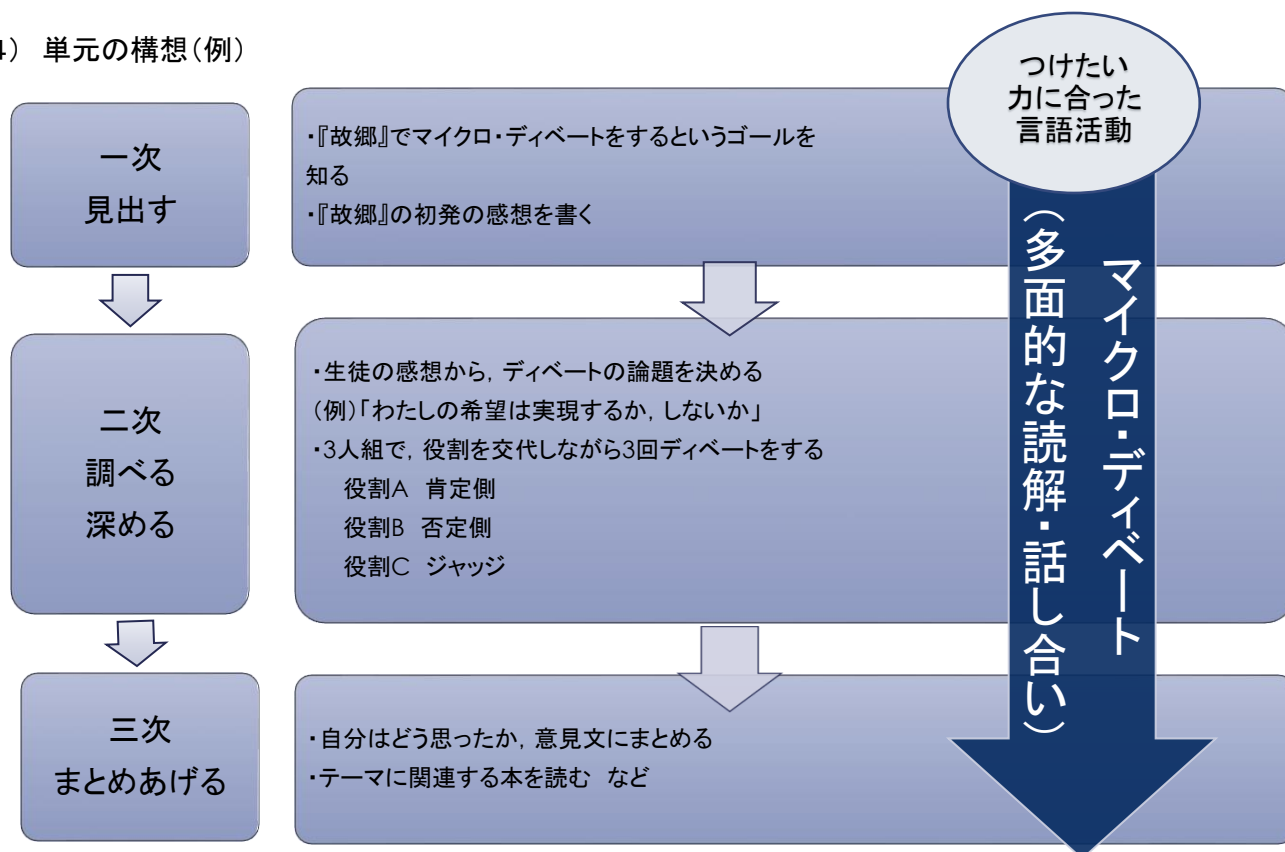 4） 単元の構想（例）
つけたい
力に合った
言語活動
一次
見出す
・『故郷』でマイクロ・ディベートをするというゴールを
知る
・『故郷』の初発の感想を書く
二次
調べる
深める
・生徒の感想から，ディベートの論題を決める
（例）「わたしの希望は実現するか，しないか」
・3人組で，役割を交代しながら3回ディベートをする
役割A　肯定側
役割B　否定側
役割C　ジャッジ
三次
まとめあげる
・自分はどう思ったか，意見文にまとめる
・テーマに関連する本を読む　など
マイクロ・ディベート
（多面的な読解・話し合い）